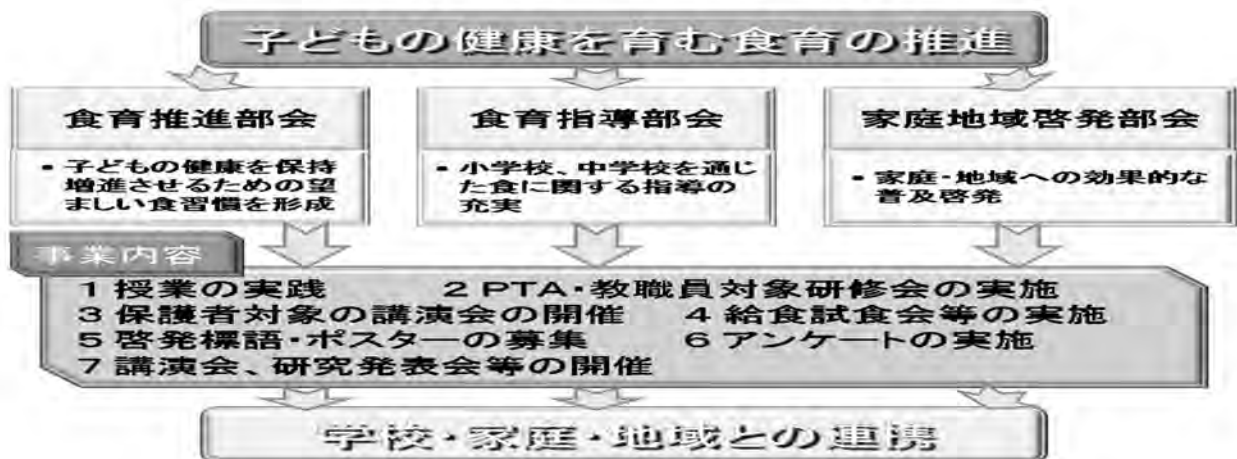 子どもの健康を育む食育の推進
食育推進部会
・子どもの健康を保持
増進させるための望
ましい食習慣を形成
食育指導部会
・小学校、中学校を通じ
た食に関する指導の
充実
家庭地域啓発部会
・家庭・地域への効果的な
普及啓発
事業内容
1 授業の実践 2 PTA・教職員対象研修会の実施
3 保護者対象の講演会の開催 4 給食試食会等の実施
5 啓発標語・ポスターの募集 6 アンケートの実施
7 講演会、研究発表会等の開催
学校・家庭・地域との連携